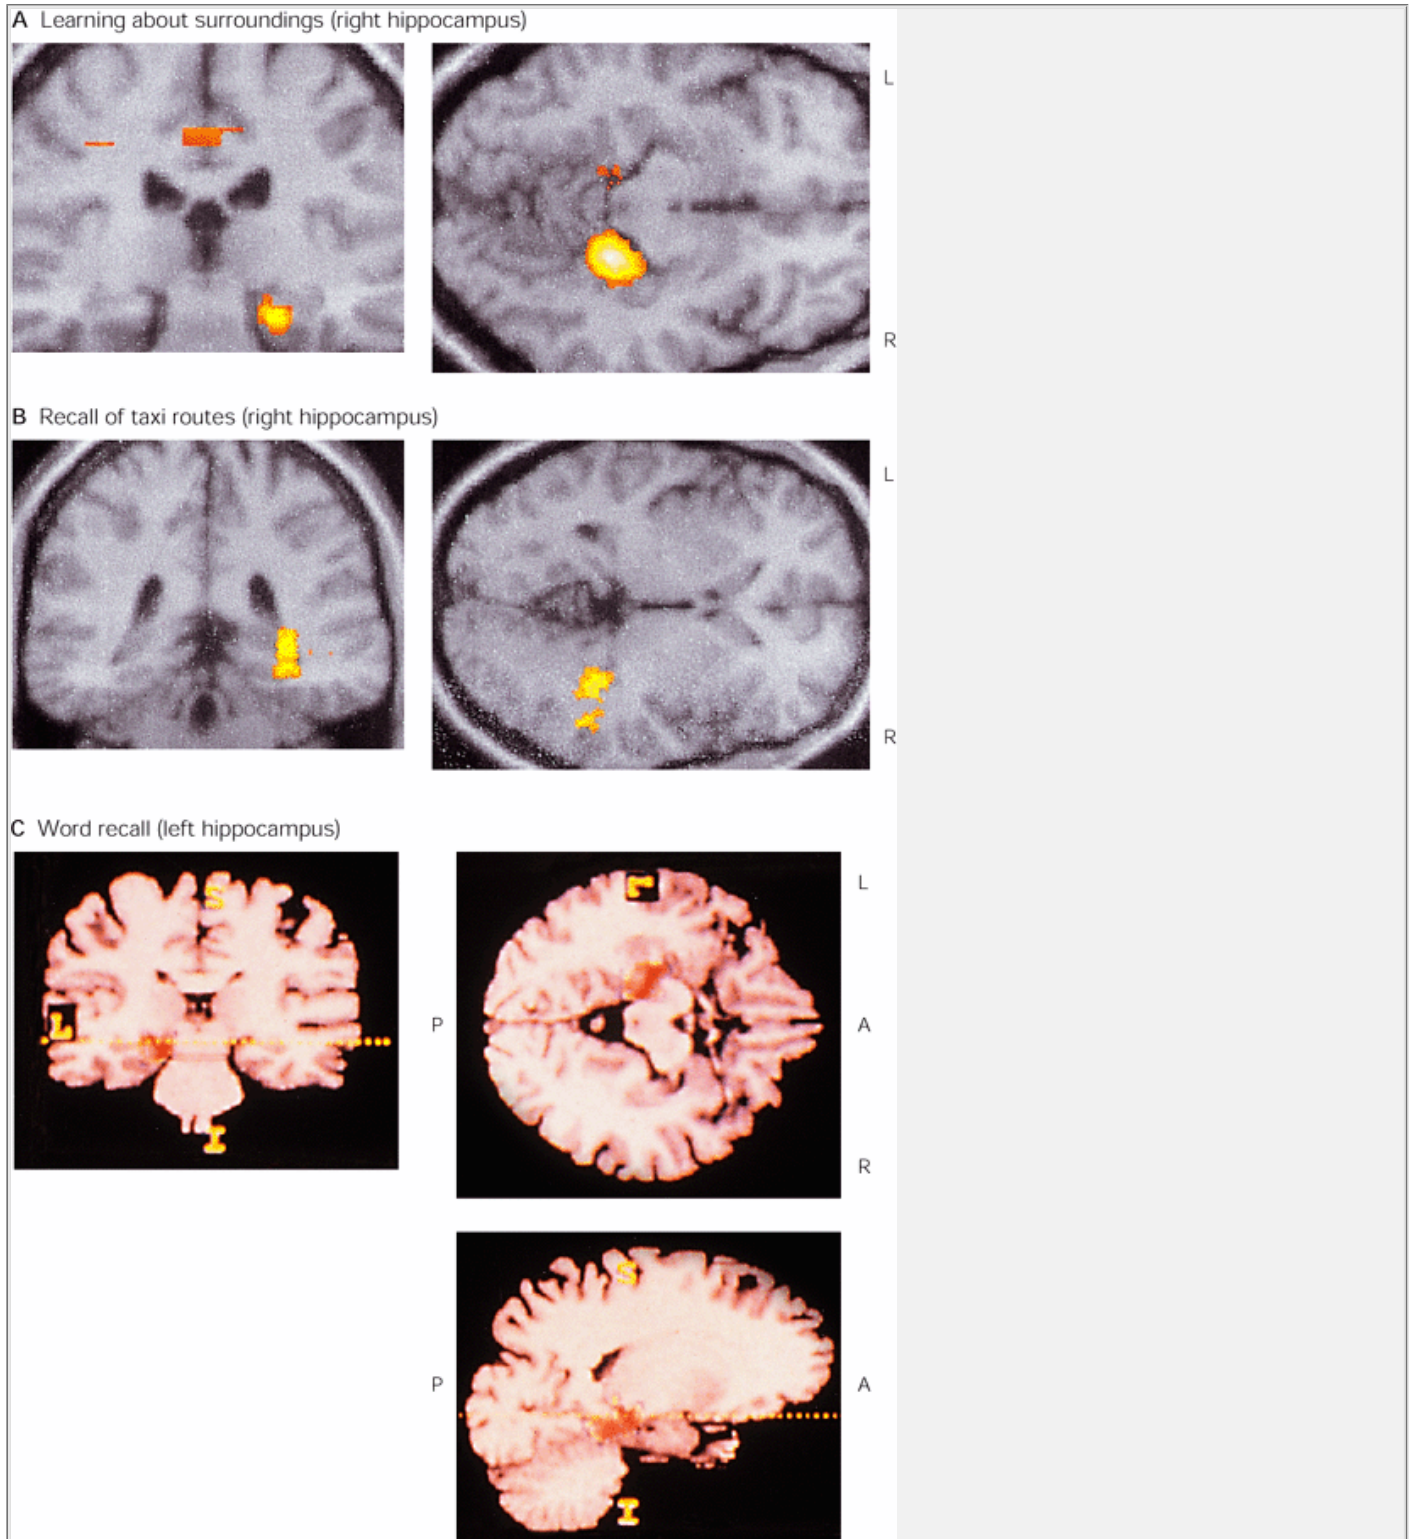 A Learning about surroundings (right hippocampus)
L
R
B Recall of taxi routes (right hippocampus)
L
R
C Word recall (left hippocampus)
S
L
I
L
L
P
A
R
S
P
A
I